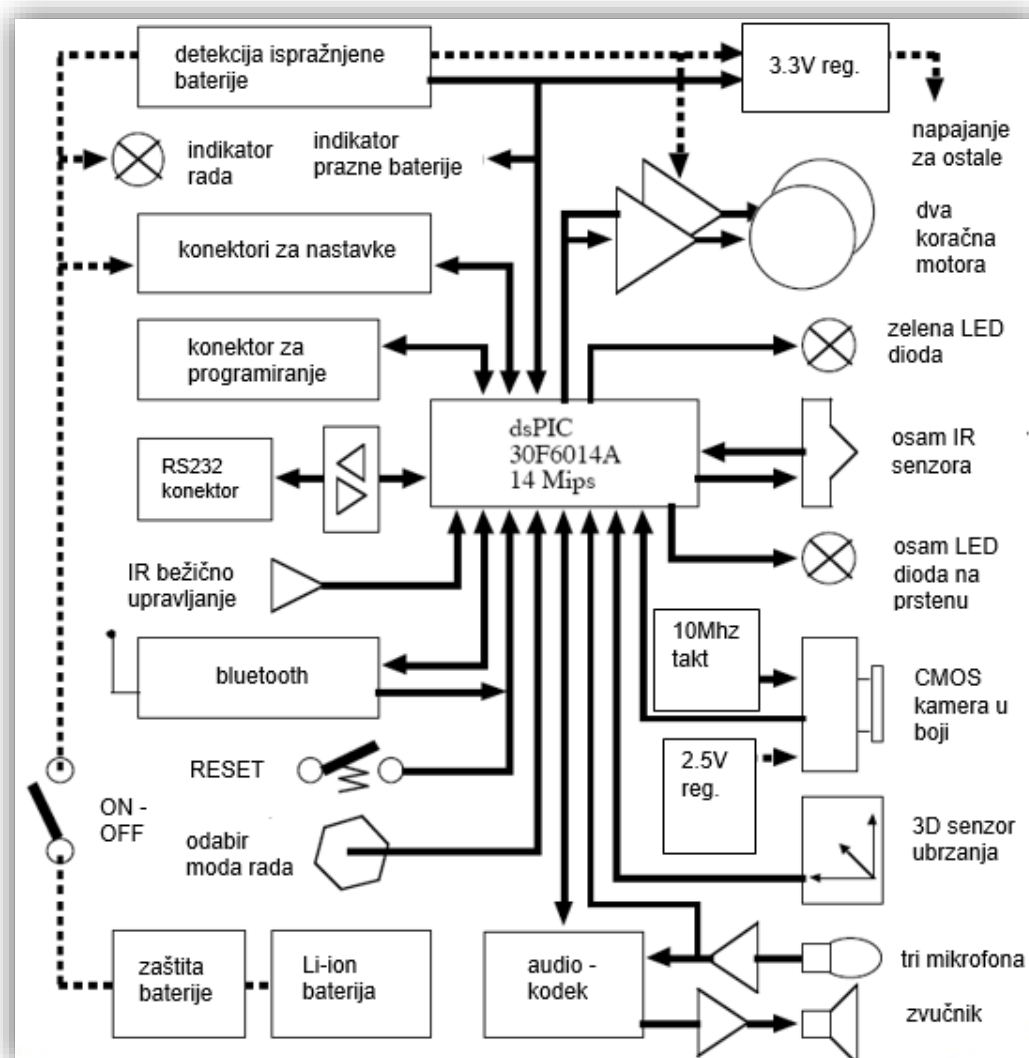 detekcija ispražnjene
baterije
3.3V reg.
napajanje
za ostale
indikator
rada
indikator
prazne baterije
dva
koračna
motora
konektori za nastavke
zelena LED
dioda
konektor za
programiranje
dsPIC
30F6014A
14 Mips
osam IR
senzora
RS232
konektor
osam LED
dioda na
prstenu
IR bežično
upravljanje
10Mhz
takt
bluetooth
CMOS
kamera u
boji
2.5V
reg.
RESET
ON -
OFF
3D senzor
ubrzanja
odabir
moda rada
zaštita
baterije
Li-ion
baterija
audio -
kodek
tri mikrofona
zvučnik